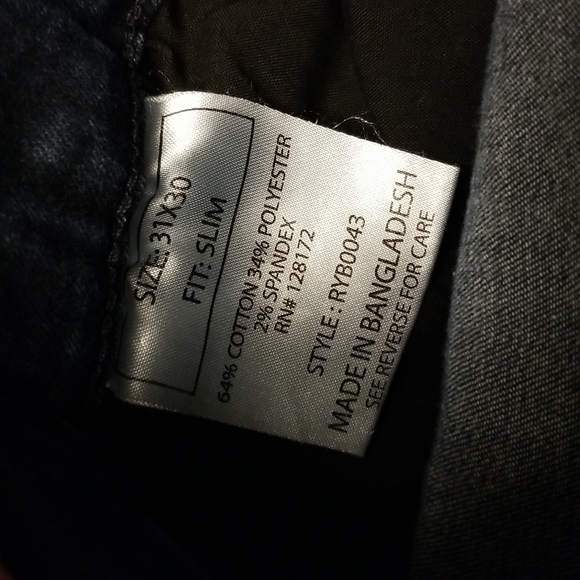 SIZE: 31X30
FIT: SLIM
64% COTTON 34% POLYESTER
2% SPANDEX
RN# 128172
STYLE : RYB0043
MADE IN BANGLADESH
SEE REVERSE FOR CARE